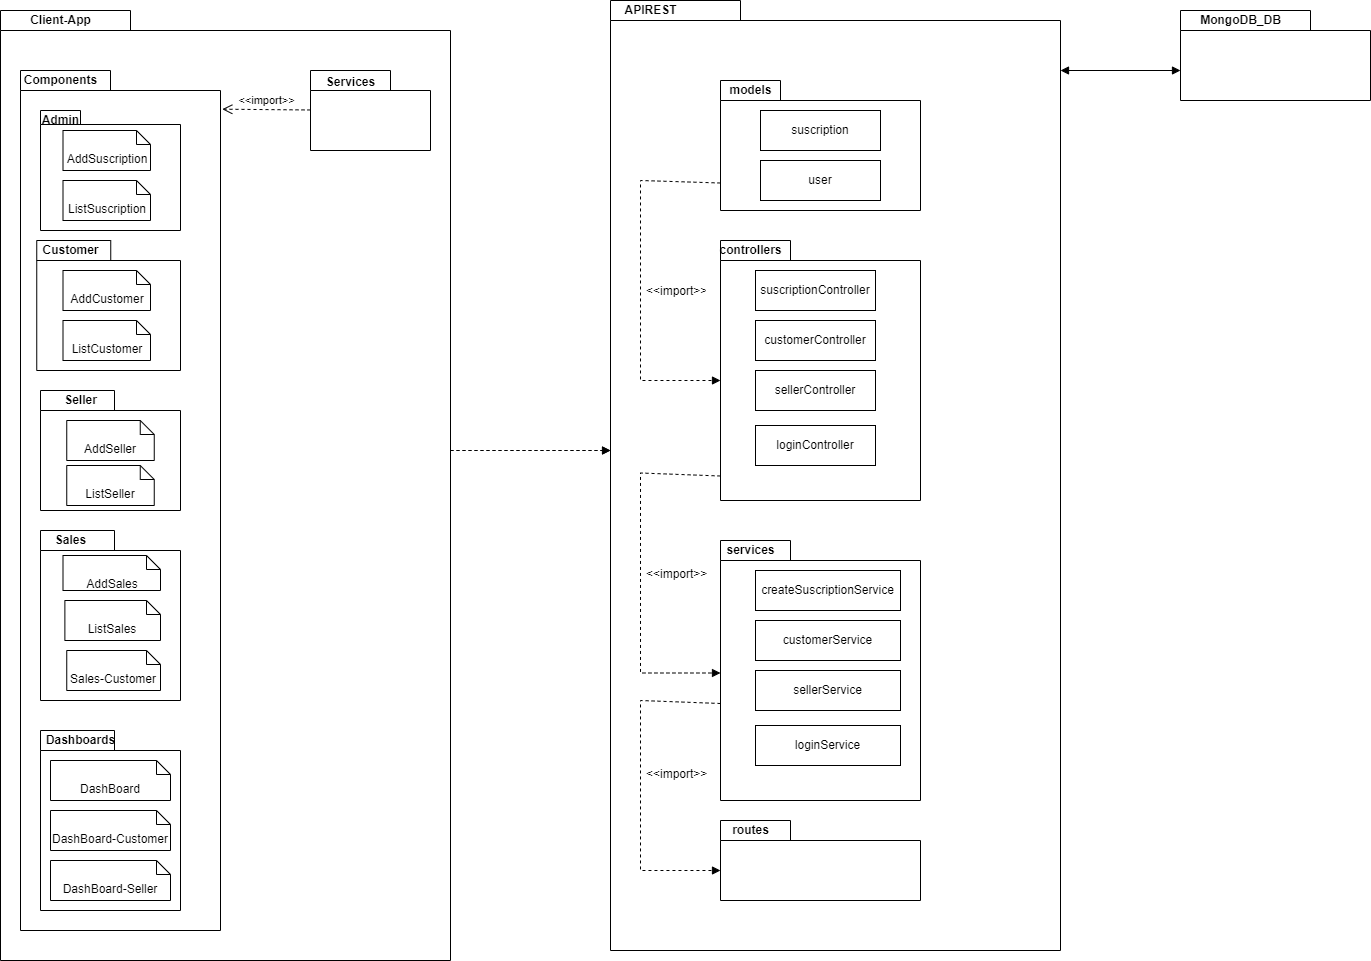 Client-App
Components
Services
<<import>>
Admin
AddSuscription
ListSuscription
Customer
AddCustomer
ListCustomer
Seller
AddSeller
ListSeller
Sales
AddSales
ListSales
Sales-Customer
Dashboards
DashBoard
DashBoard-Customer
DashBoard-Seller
APIREST
models
suscription
user
<<import>>
controllers
suscriptionController
customerController
sellerController
loginController
<<import>>
services
createSuscriptionService
customerService
sellerService
loginService
<<import>>
routes
MongoDB_DB